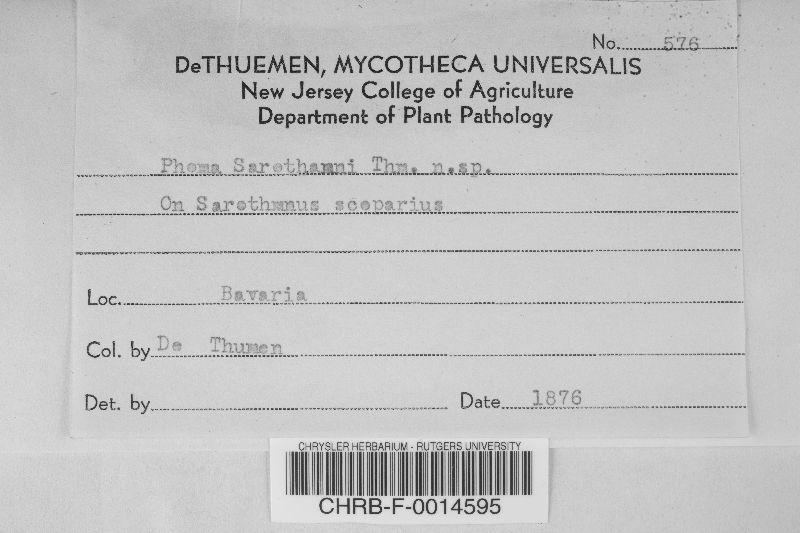 No. 576
DeTHUEMEN, MYCOTHECA UNIVERSALIS
New Jersey College of Agriculture
Department of Plant Pathology
Phoma Sarothamni Thm. n.sp.
On Sarothmnus scoparius
Loc. Bavaria
Col. by De Thumen
Det. by
Date 1876
CHRYSLER HERBARIUM - RUTGERS UNIVERSITY
CHRB-F-0014595